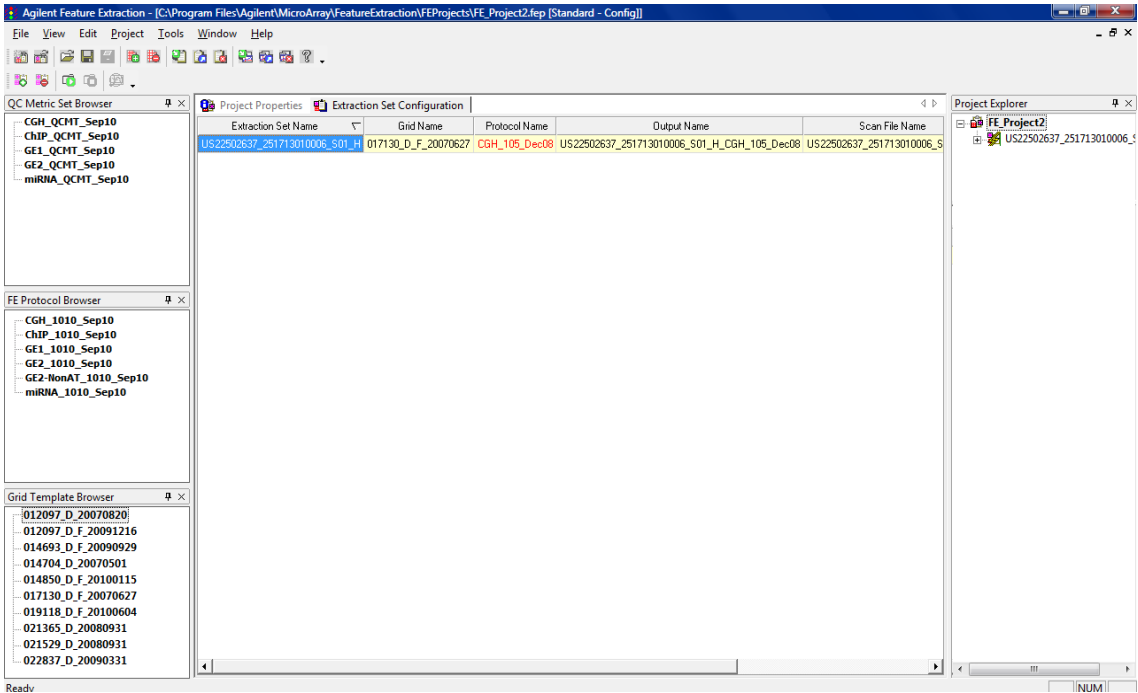 Agilent Feature Extraction - [C:\Program Files\Agilent\MicroArray\FeatureExtraction\FEProjects\FE_Project2.fep [Standard - Config]]
File View Edit Project Tools Window Help
QC Metric Set Browser
CGH_QCMT_Sep10
ChIP_QCMT_Sep10
GE1_QCMT_Sep10
GE2_QCMT_Sep10
miRNA_QCMT_Sep10
FE Protocol Browser
CGH_1010_Sep10
ChIP_1010_Sep10
GE1_1010_Sep10
GE2_1010_Sep10
GE2-NonAT_1010_Sep10
miRNA_1010_Sep10
Grid Template Browser
012097_D_20070820
012097_D_F_20091216
014693_D_F_20090929
014704_D_20070501
014850_D_F_20100115
017130_D_F_20070627
019118_D_F_20100604
021365_D_20080931
021529_D_20080931
022837_D_20090331
Project Properties Extraction Set Configuration
Extraction Set Name Grid Name Protocol Name Output Name Scan File Name
US22502637_251713010006_S01_H 017130_D_F_20070627 CGH_105_Dec08 US22502637_251713010006_S01_H_CGH_105_Dec08 US22502637_251713010006_S
Project Explorer
FE_Project2
US22502637_251713010006_S
Ready NUM